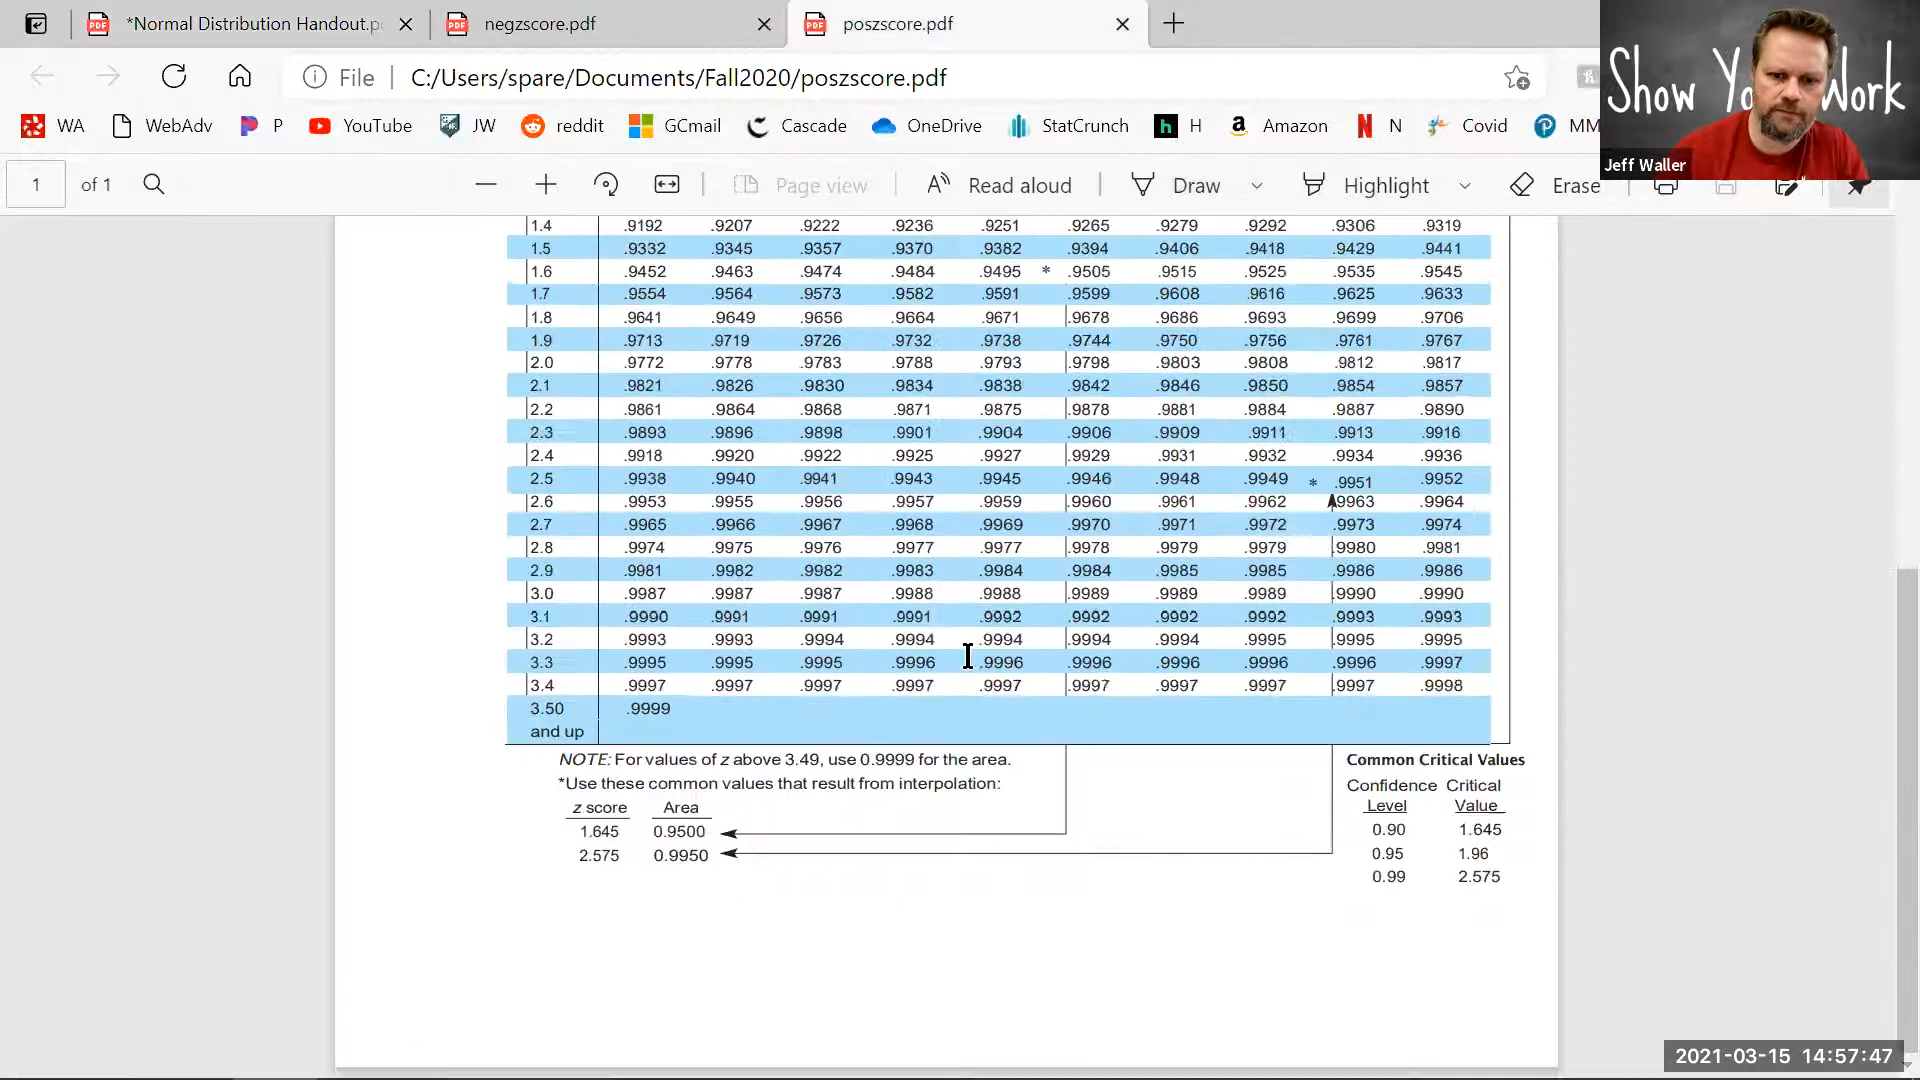 *Normal Distribution Handout.p
negzscore.pdf
poszscore.pdf
File C:/Users/spare/Documents/Fall2020/poszscore.pdf
WA WebAdv P YouTube JW reddit GCmail Cascade OneDrive StatCrunch H Amazon N Covid MM
1 of 1 Page view Read aloud Draw Highlight Erase
Show Yo Work
Jeff Waller
1.4 .9192 .9207 .9222 .9236 .9251 .9265 .9279 .9292 .9306 .9319
1.5 .9332 .9345 .9357 .9370 .9382 .9394 .9406 .9418 .9429 .9441
1.6 .9452 .9463 .9474 .9484 .9495 * .9505 .9515 .9525 .9535 .9545
1.7 .9554 .9564 .9573 .9582 .9591 .9599 .9608 .9616 .9625 .9633
1.8 .9641 .9649 .9656 .9664 .9671 .9678 .9686 .9693 .9699 .9706
1.9 .9713 .9719 .9726 .9732 .9738 .9744 .9750 .9756 .9761 .9767
2.0 .9772 .9778 .9783 .9788 .9793 .9798 .9803 .9808 .9812 .9817
2.1 .9821 .9826 .9830 .9834 .9838 .9842 .9846 .9850 .9854 .9857
2.2 .9861 .9864 .9868 .9871 .9875 .9878 .9881 .9884 .9887 .9890
2.3 .9893 .9896 .9898 .9901 .9904 .9906 .9909 .9911 .9913 .9916
2.4 .9918 .9920 .9922 .9925 .9927 .9929 .9931 .9932 .9934 .9936
2.5 .9938 .9940 .9941 .9943 .9945 .9946 .9948 .9949 * .9951 .9952
2.6 .9953 .9955 .9956 .9957 .9959 .9960 .9961 .9962 .9963 .9964
2.7 .9965 .9966 .9967 .9968 .9969 .9970 .9971 .9972 .9973 .9974
2.8 .9974 .9975 .9976 .9977 .9977 .9978 .9979 .9979 .9980 .9981
2.9 .9981 .9982 .9982 .9983 .9984 .9984 .9985 .9985 .9986 .9986
3.0 .9987 .9987 .9987 .9988 .9988 .9989 .9989 .9989 .9990 .9990
3.1 .9990 .9991 .9991 .9991 .9992 .9992 .9992 .9992 .9993 .9993
3.2 .9993 .9993 .9994 .9994 .9994 .9994 .9994 .9995 .9995 .9995
3.3 .9995 .9995 .9995 .9996 .9996 .9996 .9996 .9996 .9996 .9997
3.4 .9997 .9997 .9997 .9997 .9997 .9997 .9997 .9997 .9997 .9998
3.50 .9999
and up
NOTE: For values of z above 3.49, use 0.9999 for the area.
*Use these common values that result from interpolation:
z score Area
1.645 0.9500
2.575 0.9950
Common Critical Values
Confidence Critical
Level Value
0.90 1.645
0.95 1.96
0.99 2.575
2021-03-15 14:57:47